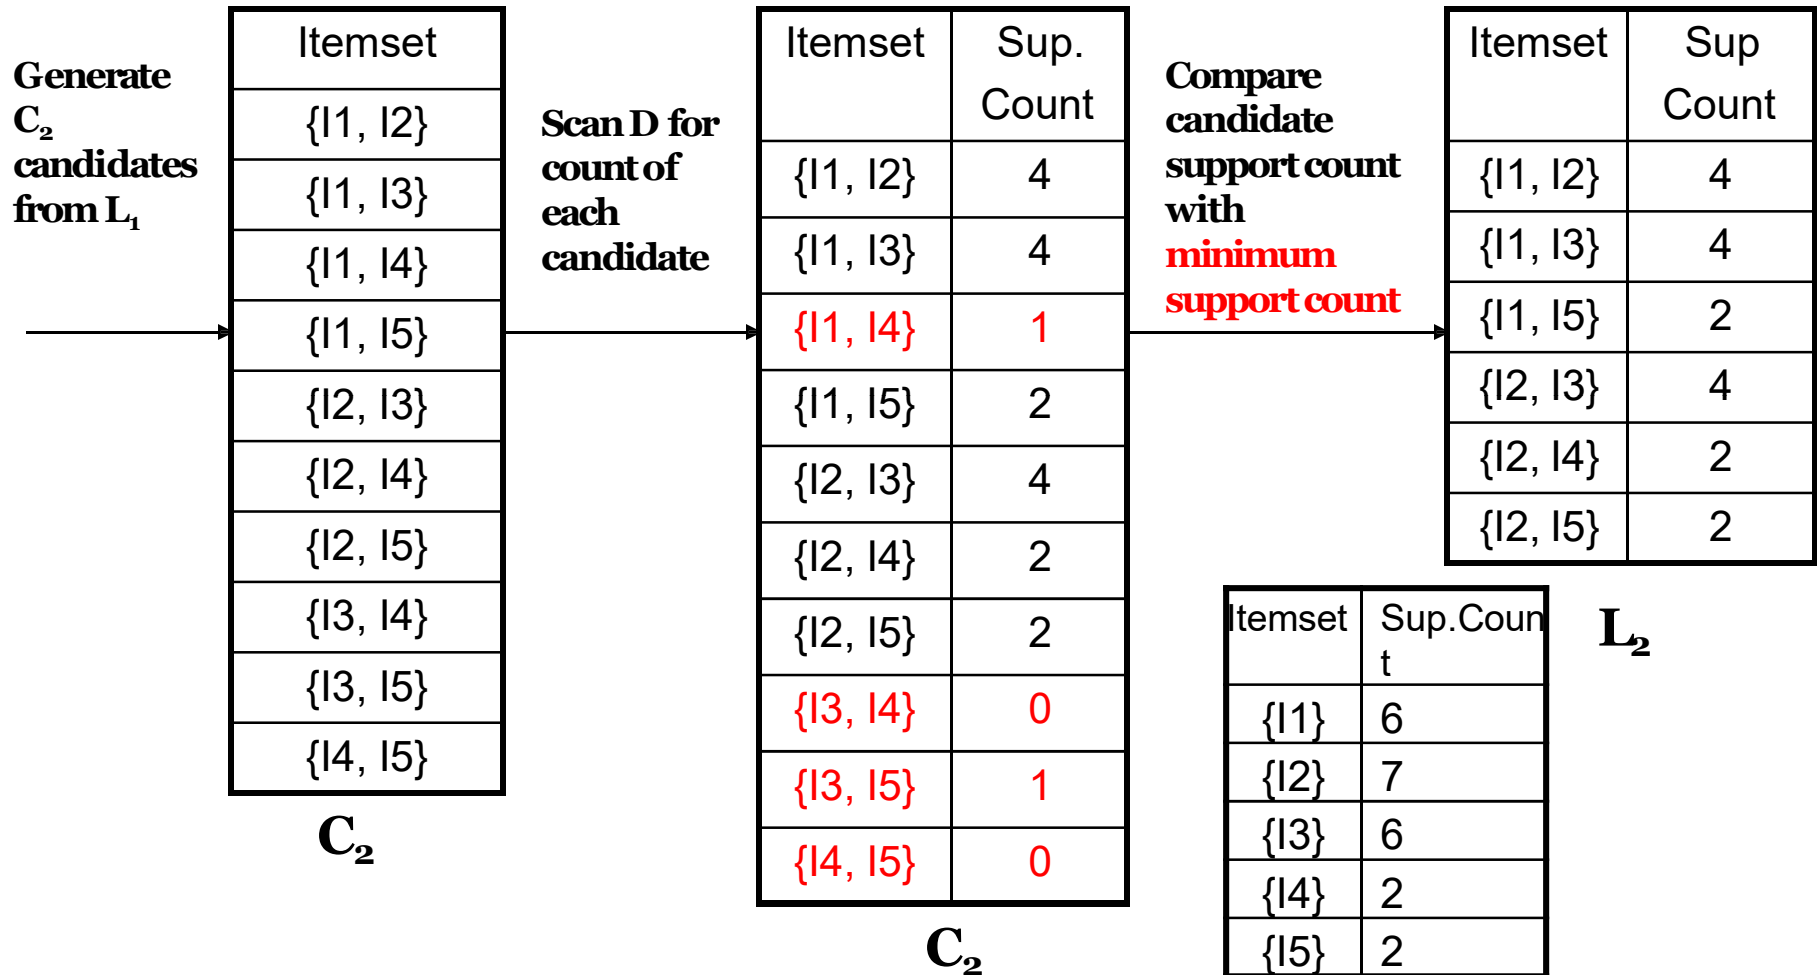 Generate
C₂
candidates
from L₁
Itemset
{I1, I2}
{I1, I3}
{I1, I4}
{I1, I5}
{I2, I3}
{I2, I4}
{I2, I5}
{I3, I4}
{I3, I5}
{I4, I5}
C₂
Scan D for
count of
each
candidate
Itemset Sup.
Count
{I1, I2} 4
{I1, I3} 4
{I1, I4} 1
{I1, I5} 2
{I2, I3} 4
{I2, I4} 2
{I2, I5} 2
{I3, I4} 0
{I3, I5} 1
{I4, I5} 0
C₂
Compare
candidate
support count
with
minimum
support count
Itemset Sup
Count
{I1, I2} 4
{I1, I3} 4
{I1, I5} 2
{I2, I3} 4
{I2, I4} 2
{I2, I5} 2
L₂
Itemset Sup.Coun
t
{I1} 6
{I2} 7
{I3} 6
{I4} 2
{I5} 2